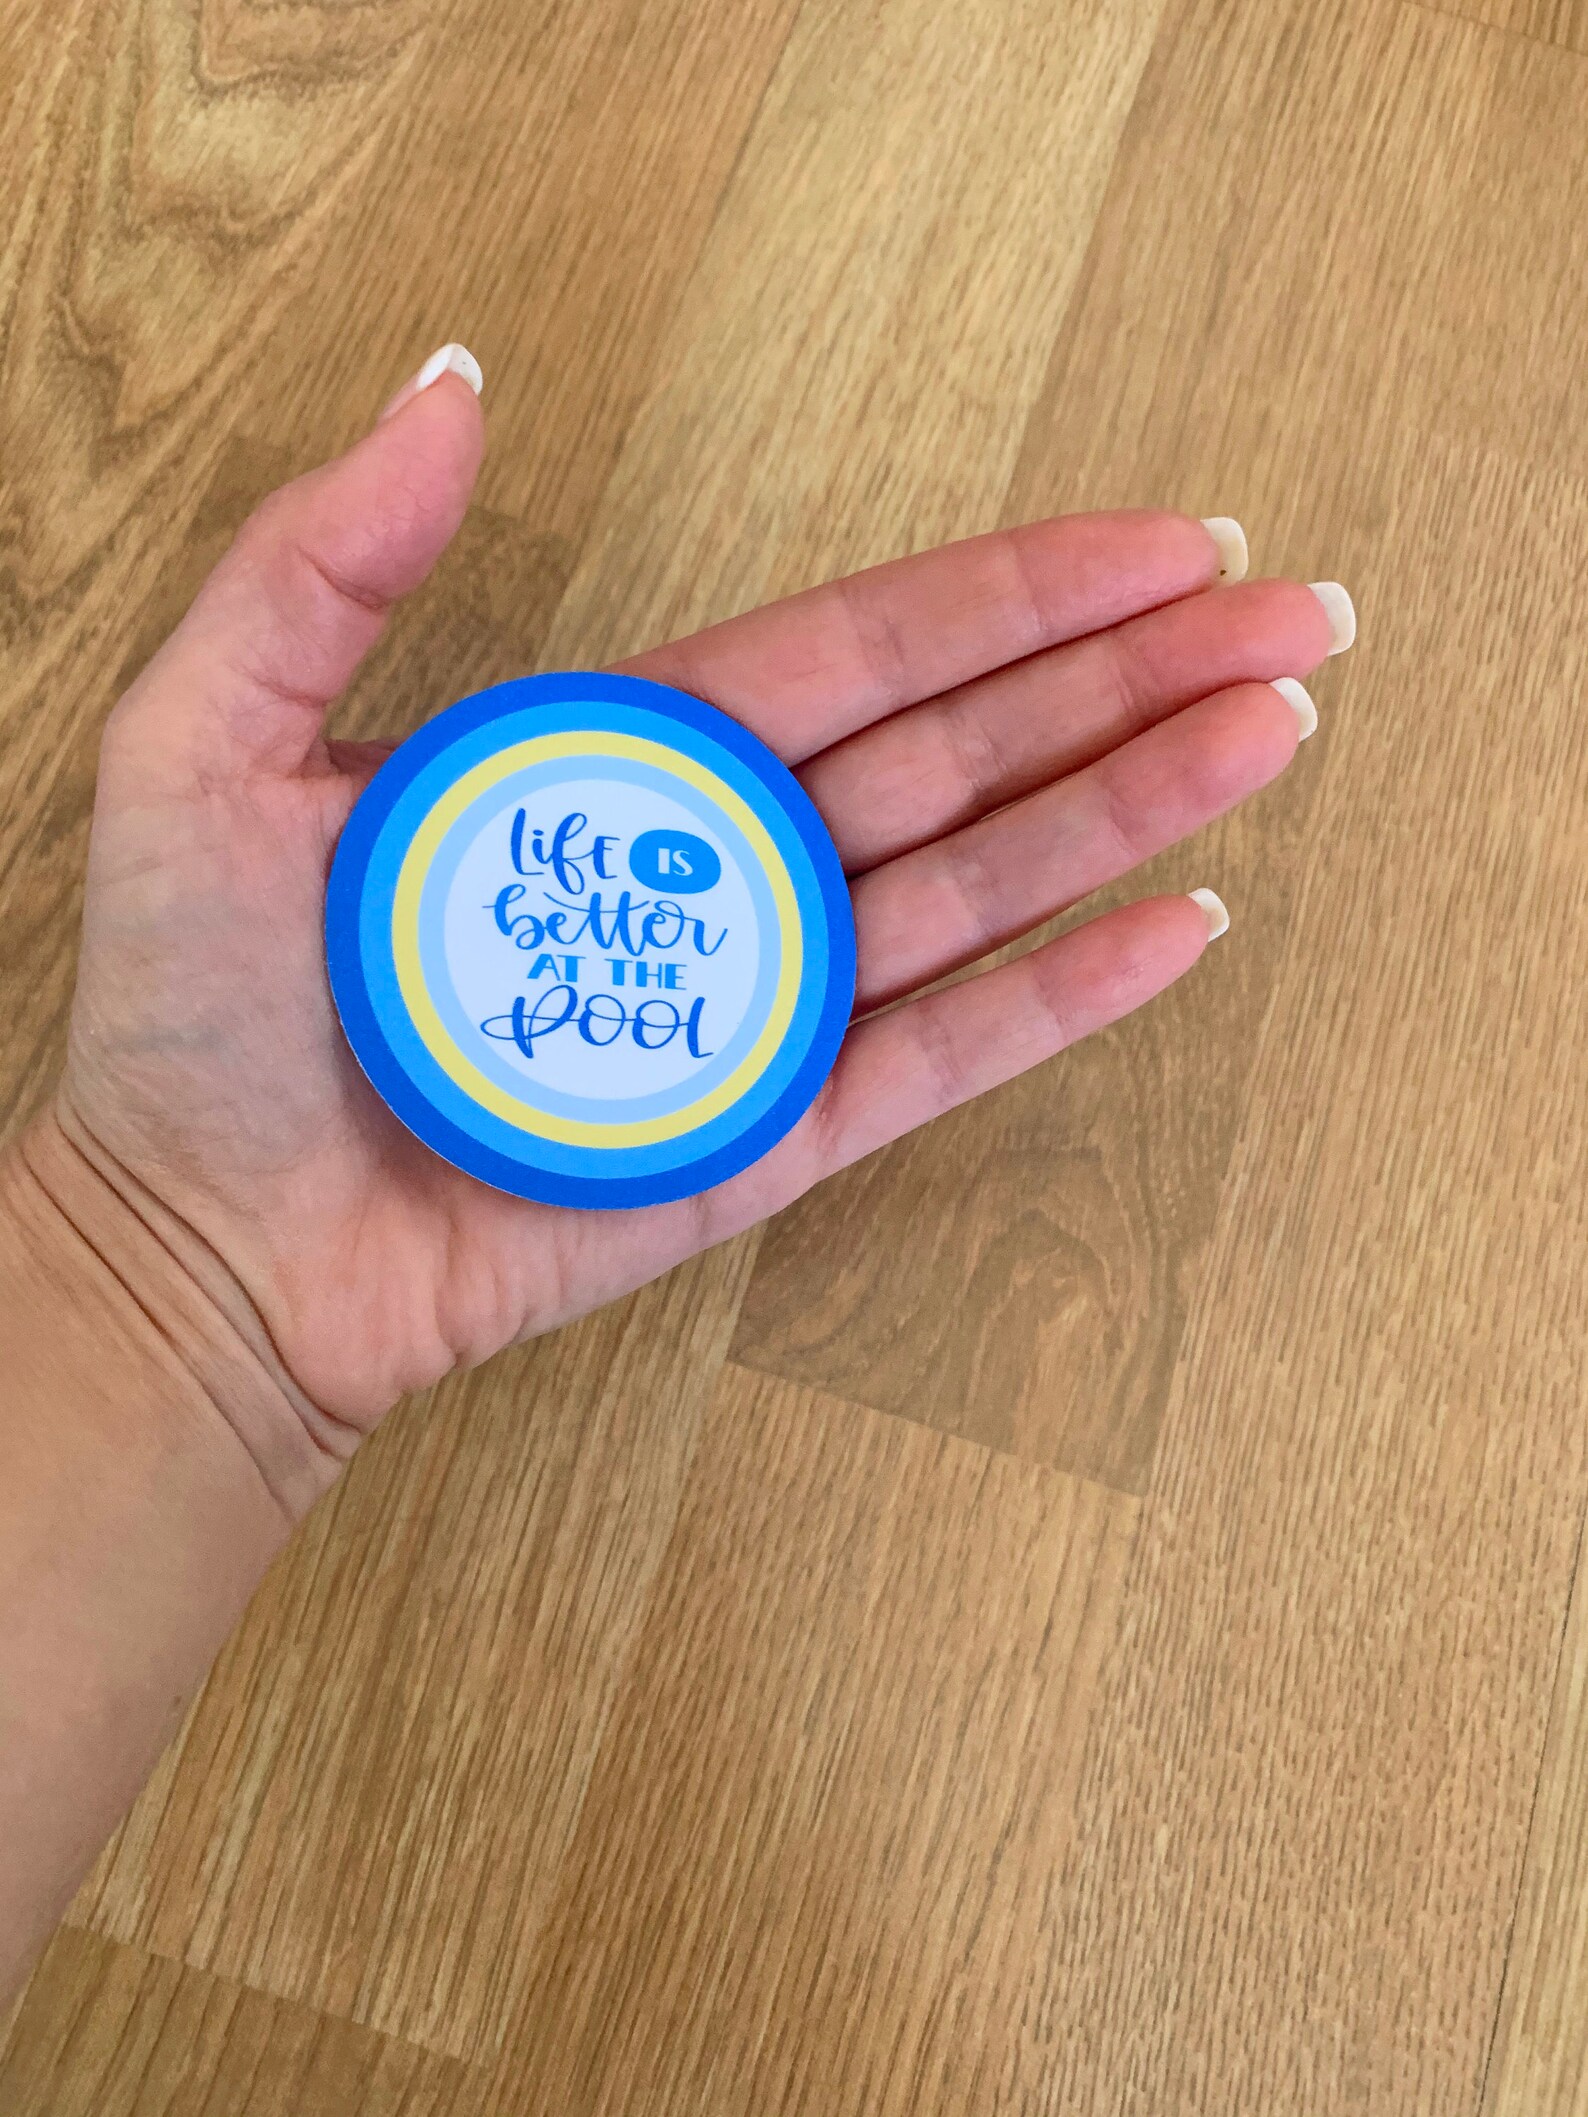 Life IS
better
AT THE
Pool